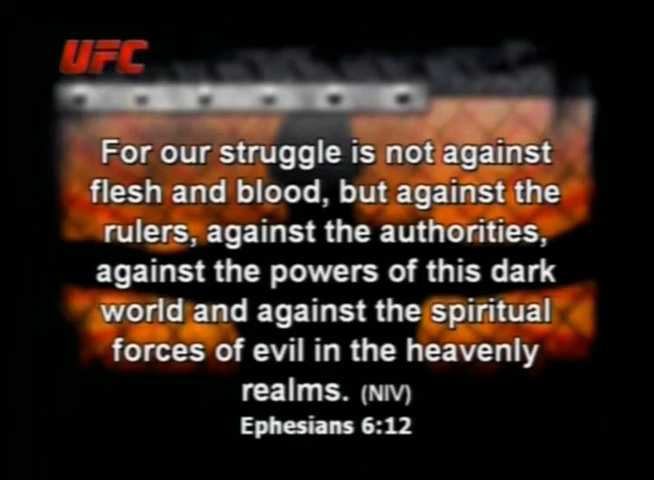 UFC
For our struggle is not against
flesh and blood, but against the
rulers, against the authorities,
against the powers of this dark
world and against the spiritual
forces of evil in the heavenly
realms. (NIV)
Ephesians 6:12